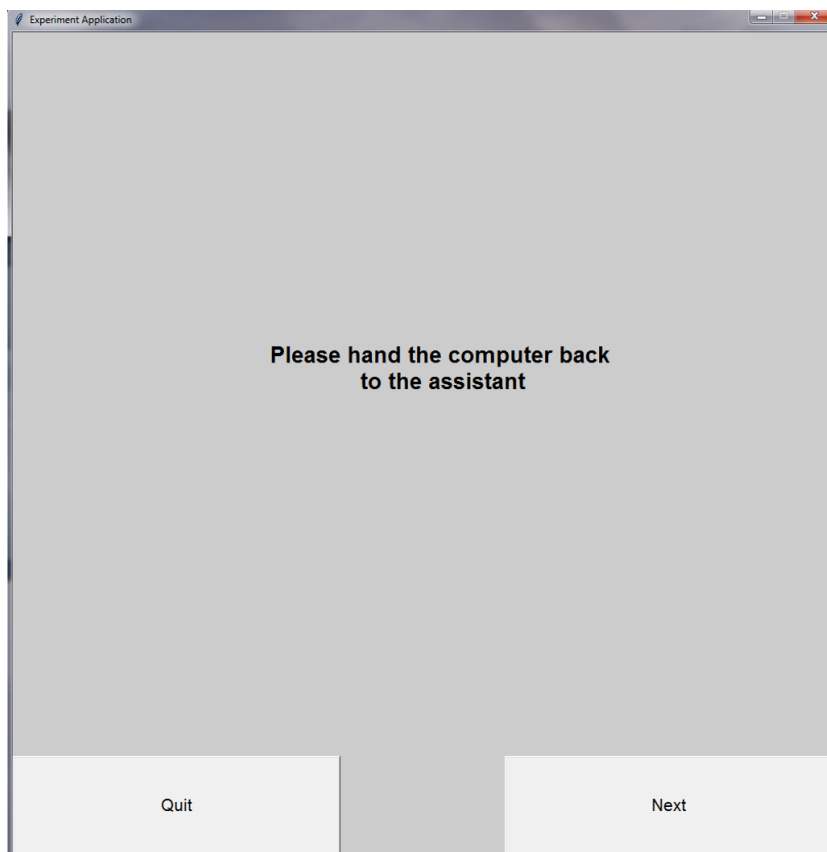 Experiment Application
Please hand the computer back
to the assistant
Quit
Next